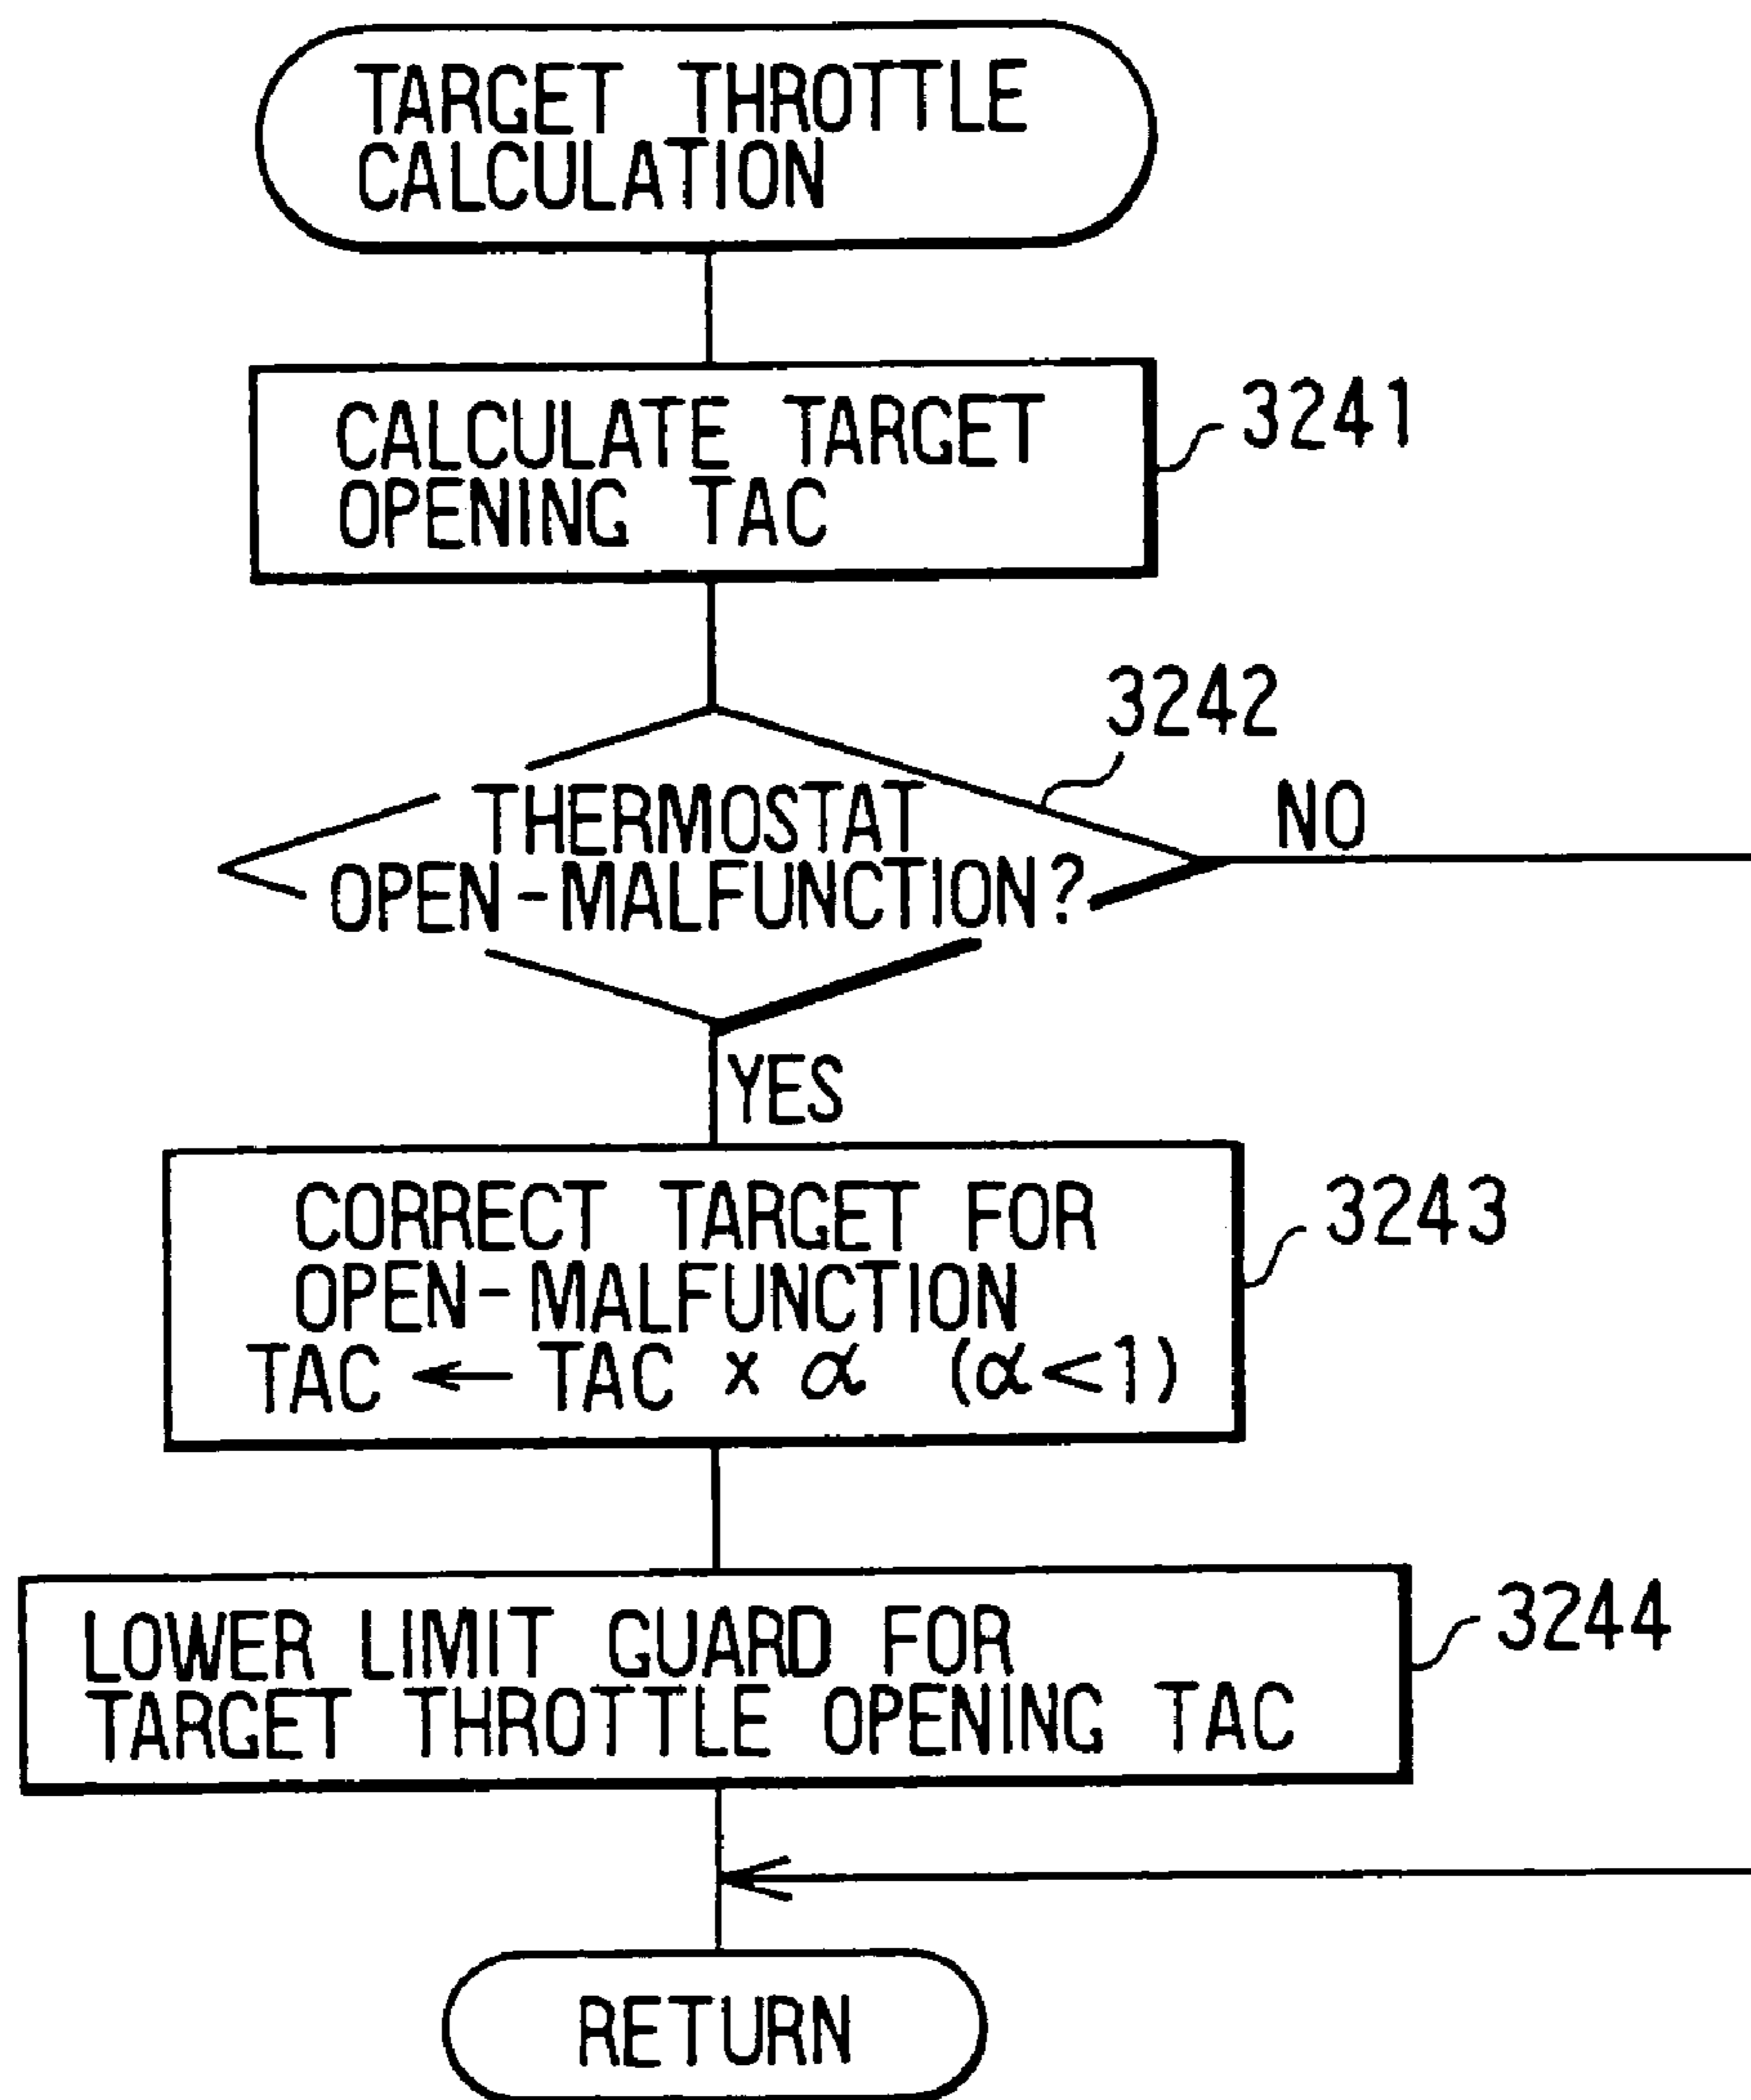 TARGET THROTTLE
CALCULATION
CALCULATE TARGET
OPENING TAC
3241
3242
THERMOSTAT
OPEN-MALFUNCTION?
NO
YES
CORRECT TARGET FOR
OPEN-MALFUNCTION
TAC ← TAC × α (α<1)
3243
LOWER LIMIT GUARD FOR
TARGET THROTTLE OPENING TAC
3244
RETURN